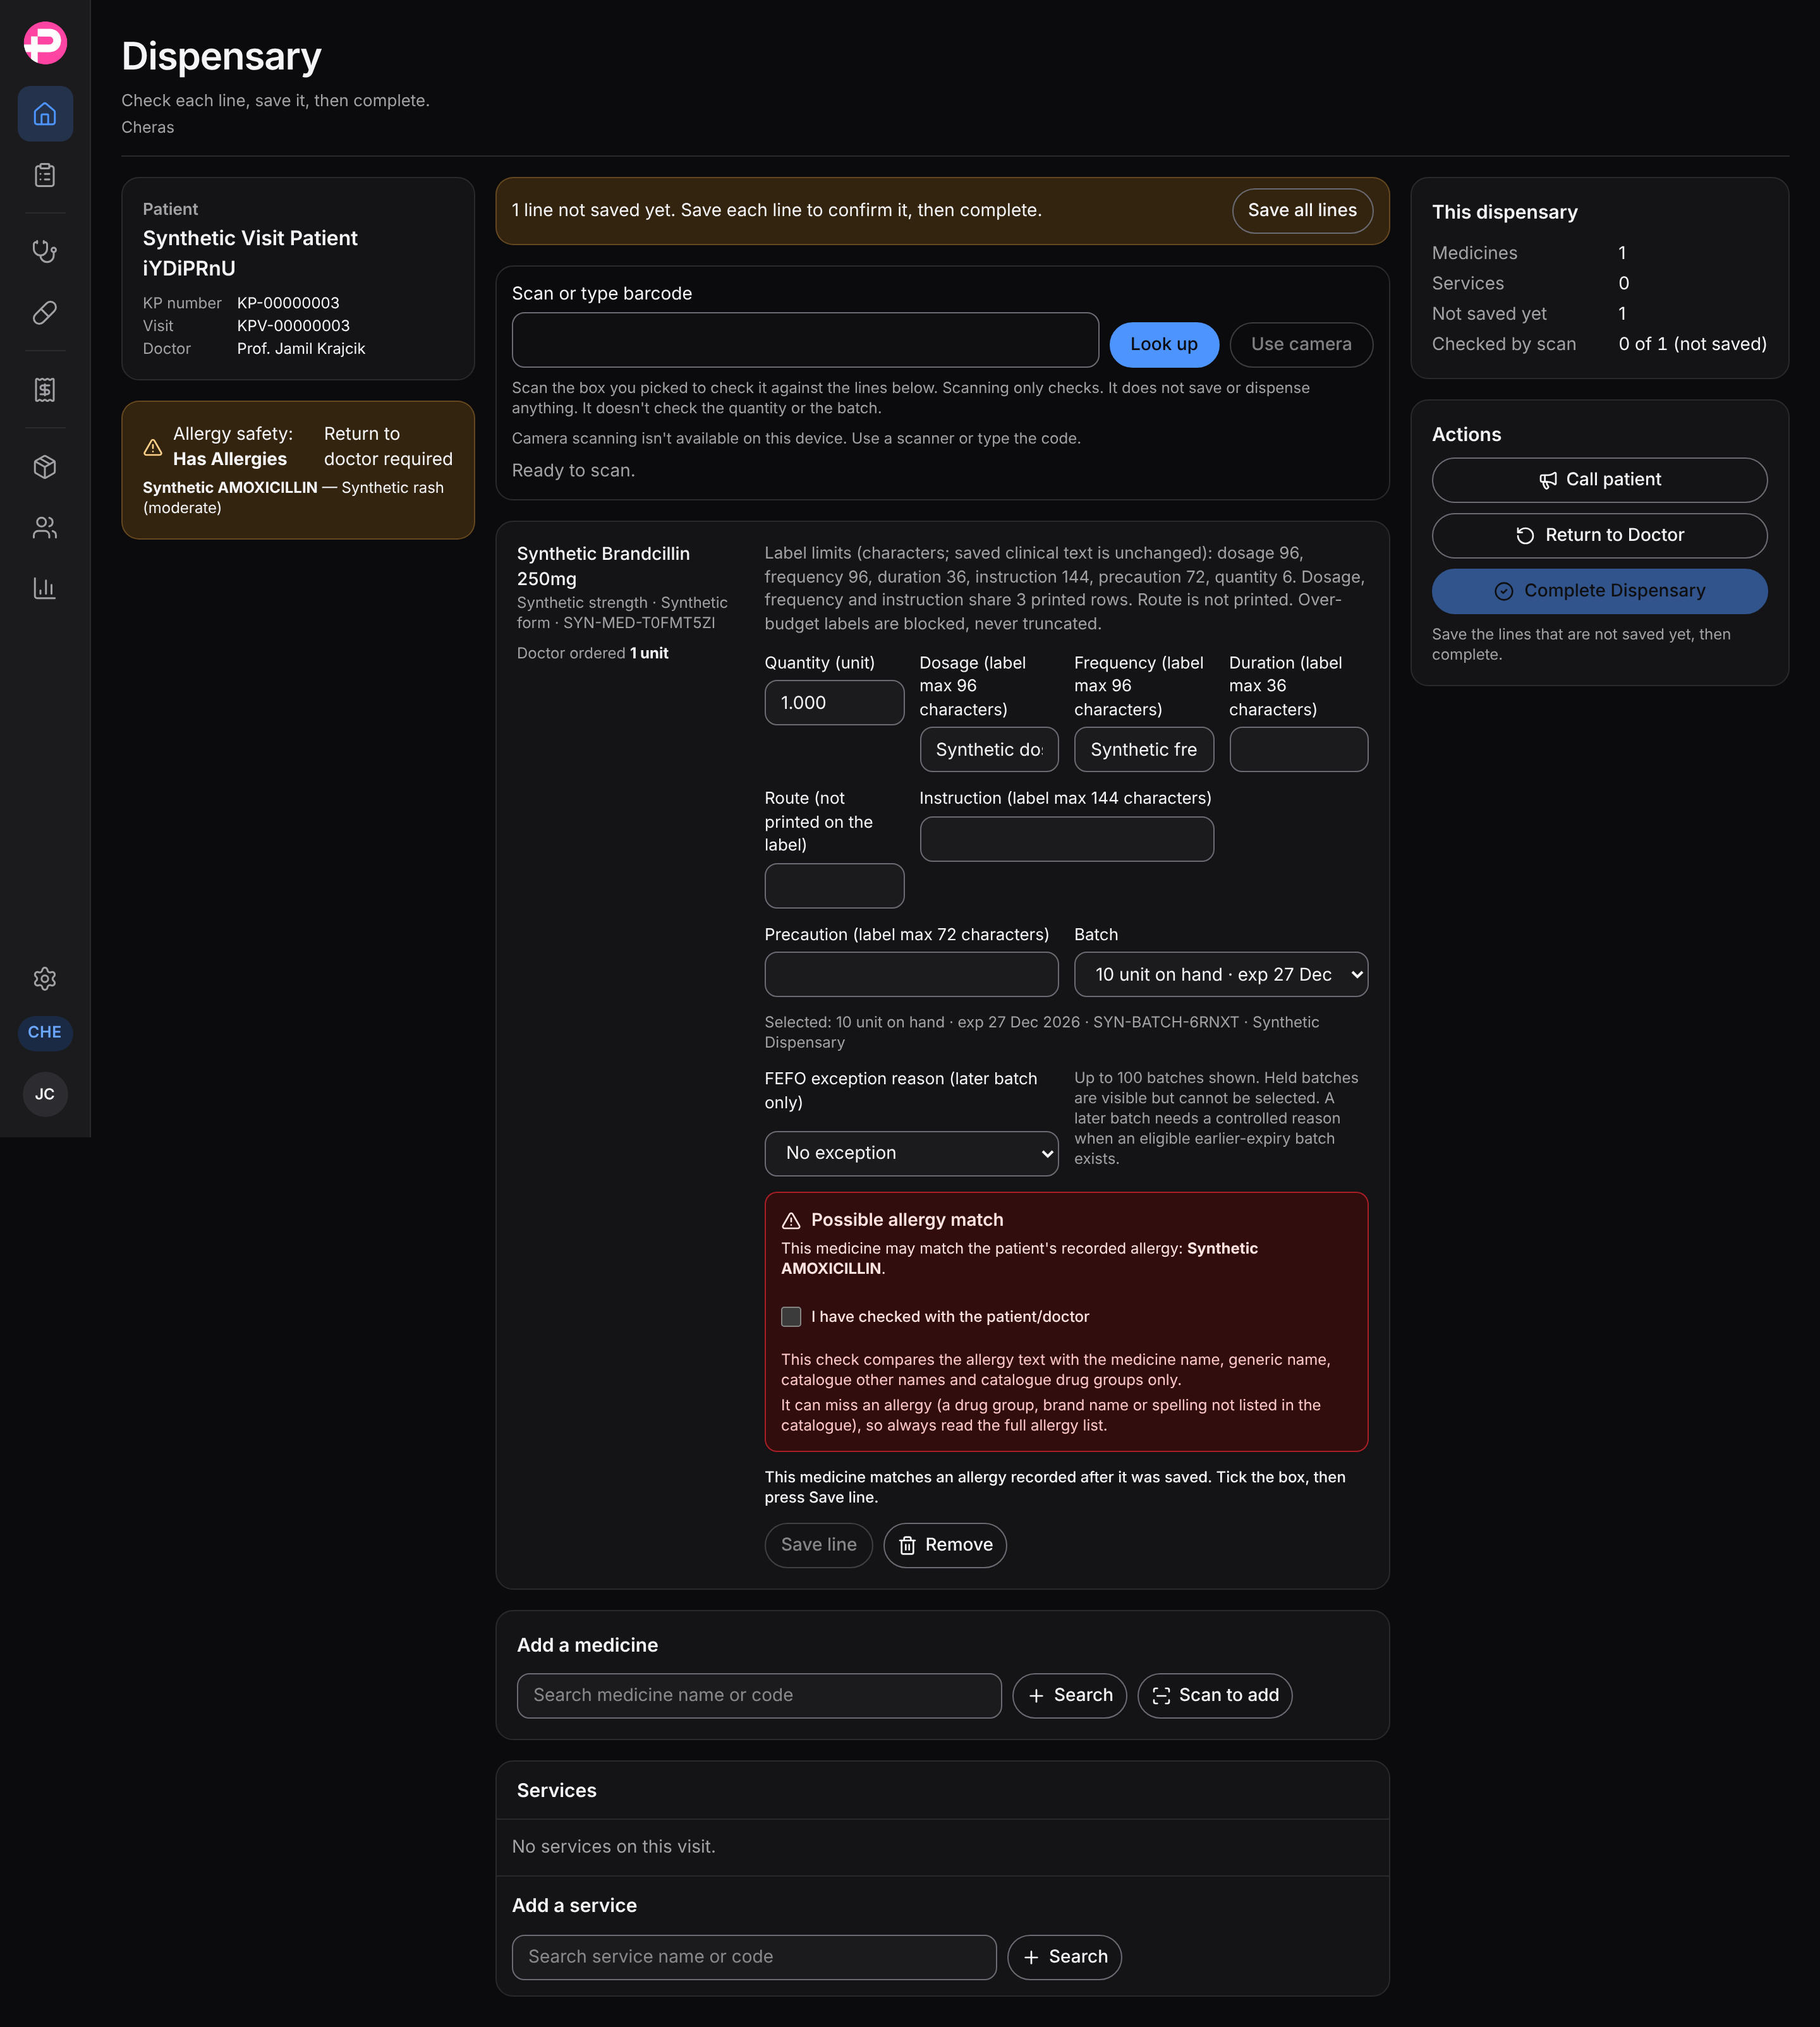 Dispensary
Check each line, save it, then complete.
Cheras
Patient
Synthetic Visit Patient
iYDiPRnU
KP number KP-00000003
Visit KPV-00000003
Doctor Prof. Jamil Krajcik
Allergy safety:
Has Allergies
Return to
doctor required
Synthetic AMOXICILLIN — Synthetic rash
(moderate)
1 line not saved yet. Save each line to confirm it, then complete.
Save all lines
Scan or type barcode
Look up
Use camera
Scan the box you picked to check it against the lines below. Scanning only checks. It does not save or dispense
anything. It doesn't check the quantity or the batch.
Camera scanning isn't available on this device. Use a scanner or type the code.
Ready to scan.
Synthetic Brandcillin
250mg
Synthetic strength · Synthetic
form · SYN-MED-T0FMT5ZI
Doctor ordered 1 unit
Label limits (characters; saved clinical text is unchanged): dosage 96,
frequency 96, duration 36, instruction 144, precaution 72, quantity 6. Dosage,
frequency and instruction share 3 printed rows. Route is not printed. Over-
budget labels are blocked, never truncated.
Quantity (unit)
1.000
Dosage (label
max 96
characters)
Synthetic do
Frequency (label
max 96
characters)
Synthetic fre
Duration (label
max 36
characters)
Route (not
printed on the
label)
Instruction (label max 144 characters)
Precaution (label max 72 characters)
Batch
10 unit on hand · exp 27 Dec
Selected: 10 unit on hand · exp 27 Dec 2026 · SYN-BATCH-6RNXT · Synthetic
Dispensary
FEFO exception reason (later batch
only)
No exception
Up to 100 batches shown. Held batches
are visible but cannot be selected. A
later batch needs a controlled reason
when an eligible earlier-expiry batch
exists.
Possible allergy match
This medicine may match the patient's recorded allergy: Synthetic
AMOXICILLIN.
I have checked with the patient/doctor
This check compares the allergy text with the medicine name, generic name,
catalogue other names and catalogue drug groups only.
It can miss an allergy (a drug group, brand name or spelling not listed in the
catalogue), so always read the full allergy list.
This medicine matches an allergy recorded after it was saved. Tick the box, then
press Save line.
Save line
Remove
Add a medicine
Search medicine name or code
Search
Scan to add
Services
No services on this visit.
Add a service
Search service name or code
Search
This dispensary
Medicines 1
Services 0
Not saved yet 1
Checked by scan 0 of 1 (not saved)
Actions
Call patient
Return to Doctor
Complete Dispensary
Save the lines that are not saved yet, then
complete.
CHE
JC